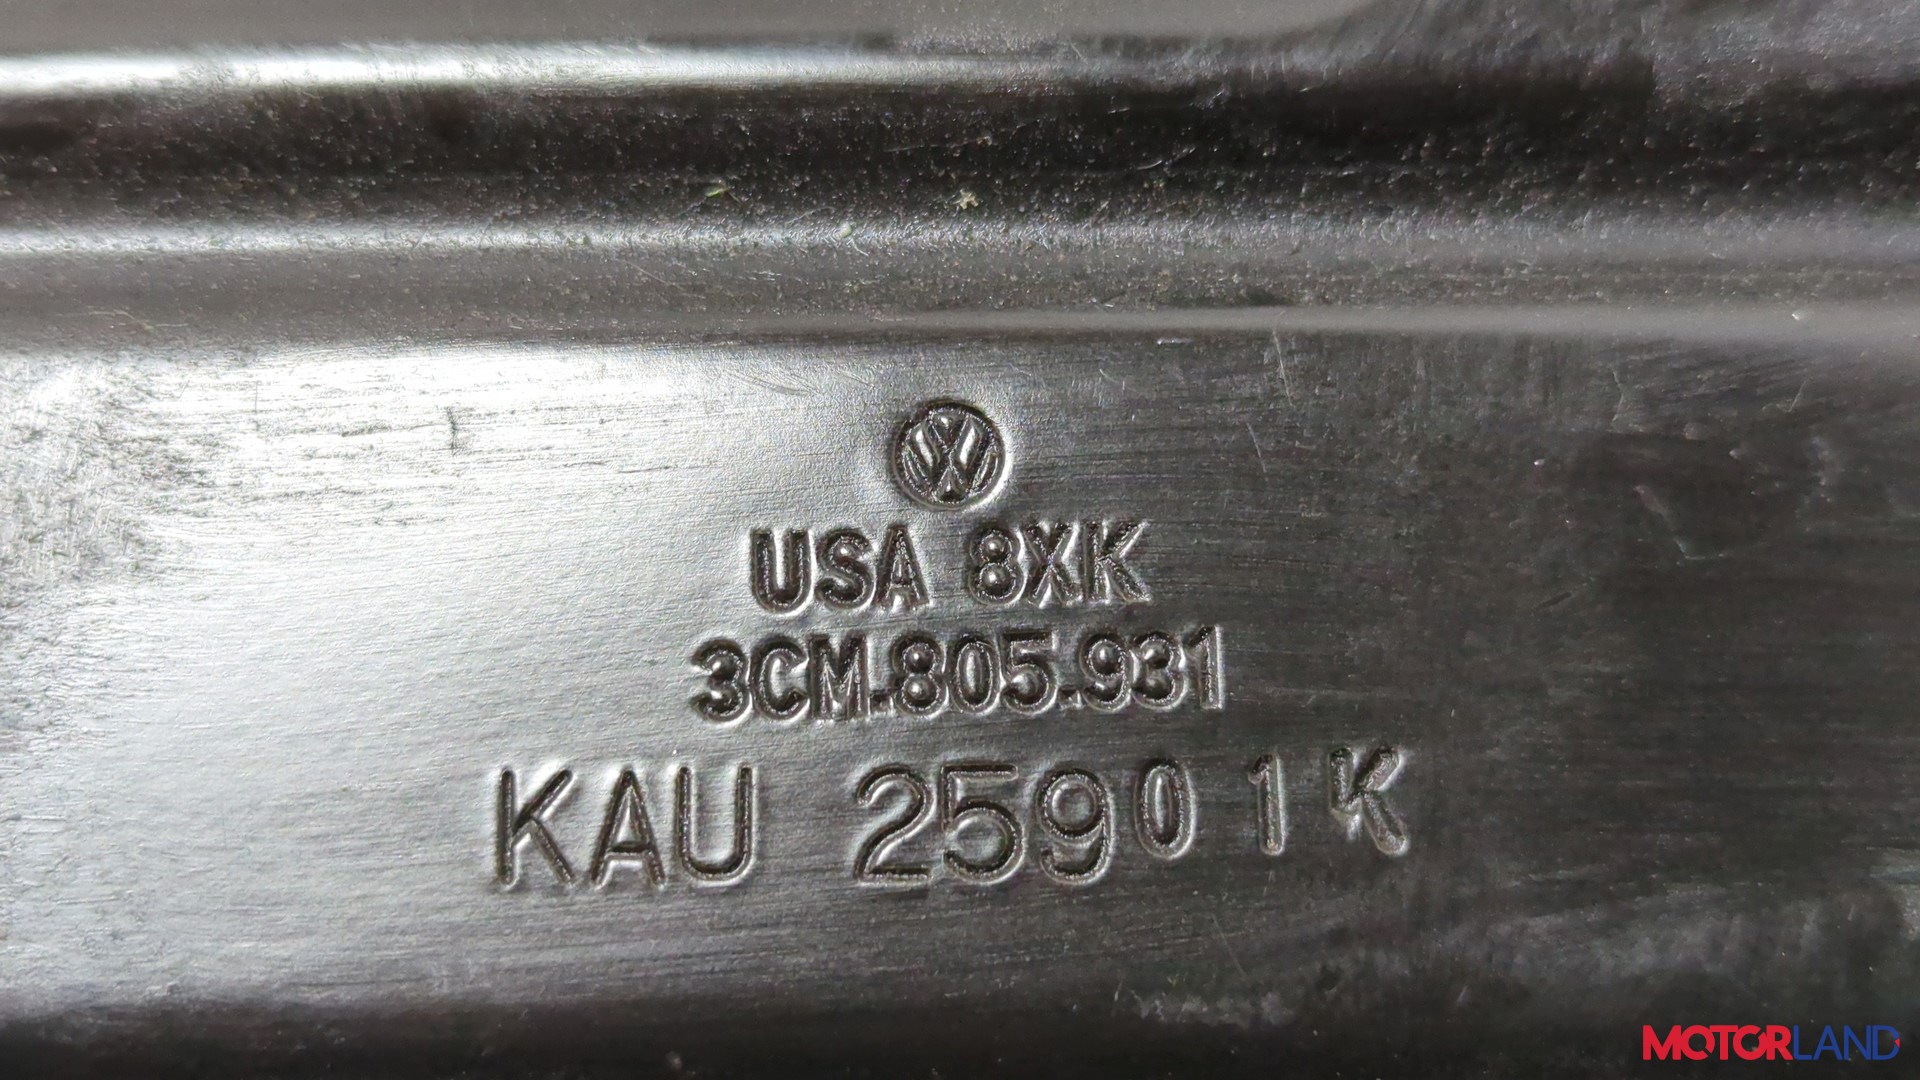 USA 8XK
3CM.805.931
KAU 25901K
MOTORLAND